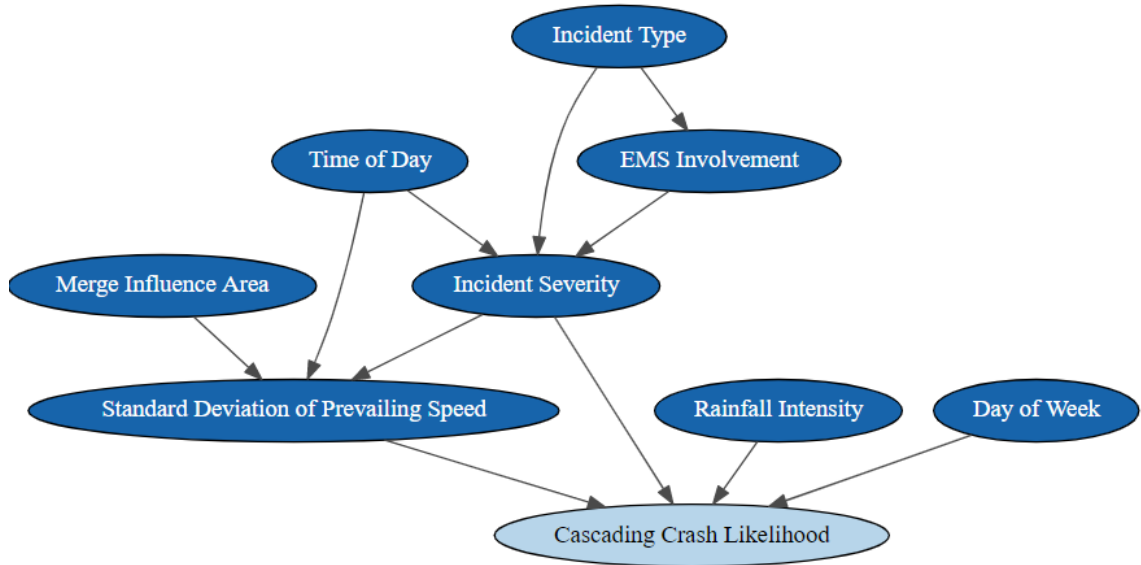 Incident Type
Time of Day
EMS Involvement
Merge Influence Area
Incident Severity
Standard Deviation of Prevailing Speed
Rainfall Intensity
Day of Week
Cascading Crash Likelihood